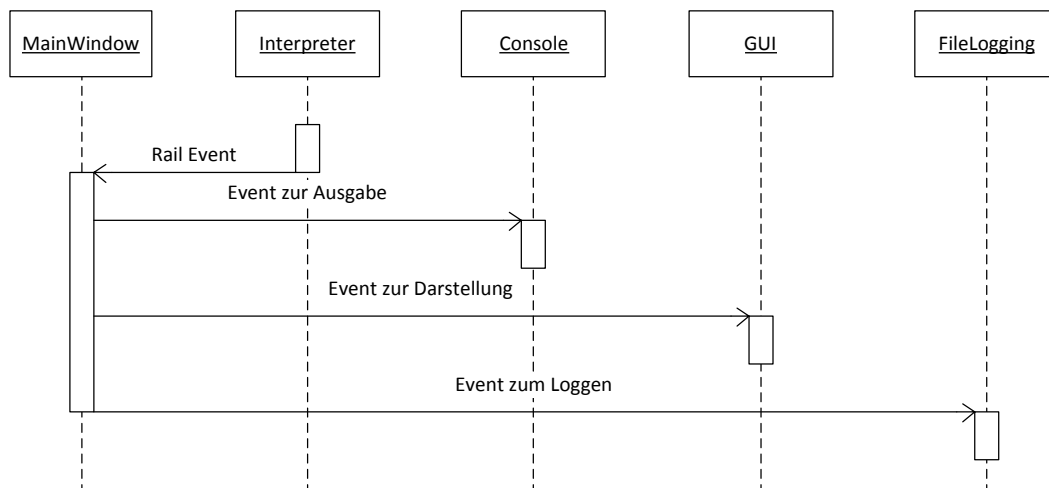 MainWindow
Interpreter
Console
GUI
FileLogging
Rail Event
Event zur Ausgabe
Event zur Darstellung
Event zum Loggen